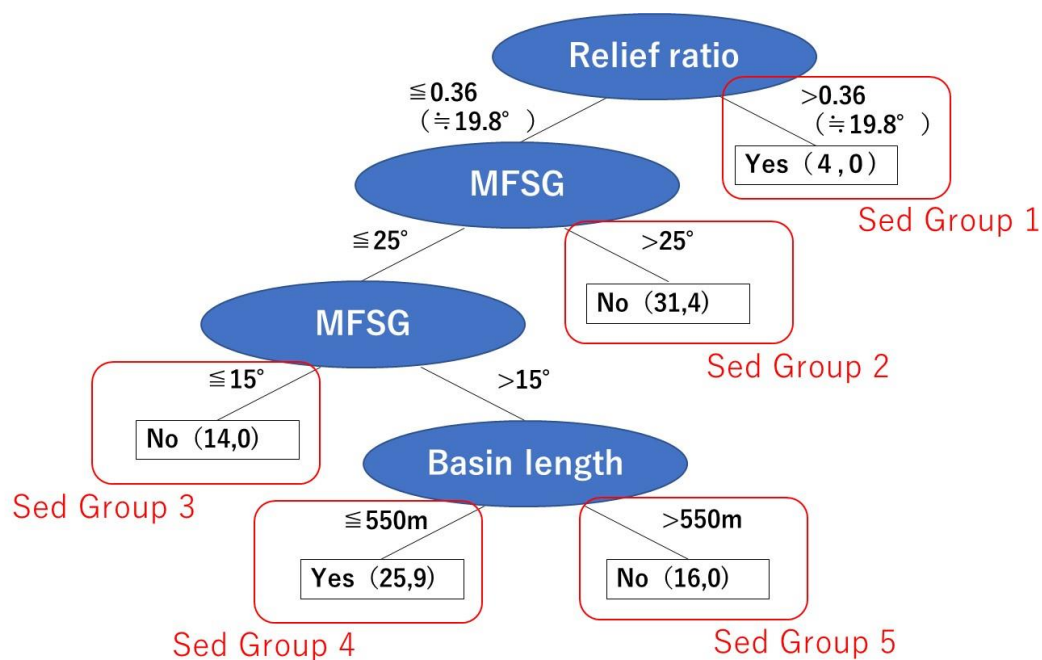 Relief ratio
≦0.36
（≒19.8°）
>0.36
（≒19.8°）
Yes（4,0）
Sed Group 1
MFSG
≦25°
>25°
No（31,4）
Sed Group 2
MFSG
≦15°
>15°
No（14,0）
Sed Group 3
Basin length
≦550m
>550m
Yes（25,9）
No（16,0）
Sed Group 4
Sed Group 5